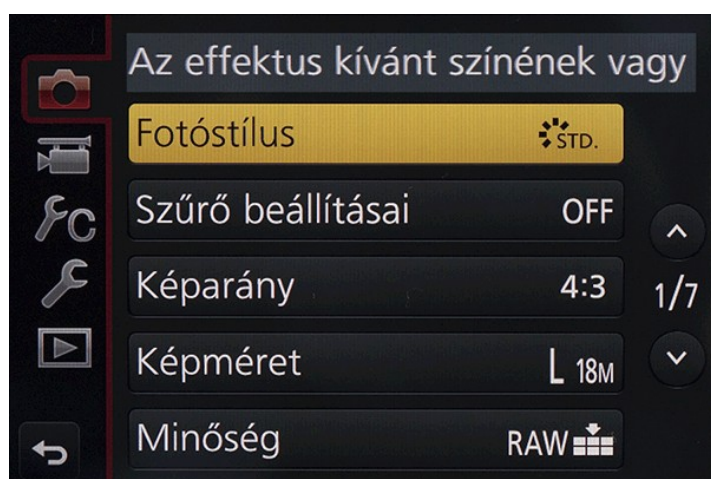 Az effektus kívánt színének vagy
Fotóstílus STD.
Szűrő beállításai OFF
Képarány 4:3
1/7
Képméret L 18M
Minőség RAW
C